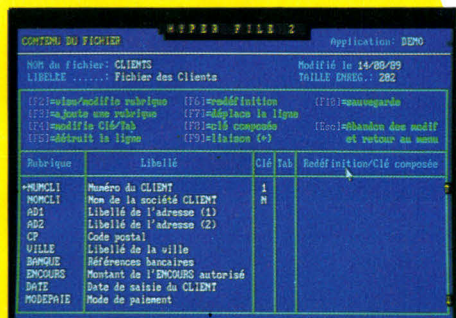 HYPER FILE 2
CONTENU DU FICHIER Application: DEMO
NOM du fichier: CLIENTS Modifié le 14/08/89
LIBELLE ......: Fichier des Clients TAILLE ENREG.: 202
[F2]=visu/modifie rubrique [F6]=redéfinition [F10]=sauvegarde
[F3]=ajoute une rubrique [F7]=déplace la ligne
[F4]=modifie Clé/Tab [F8]=clé composée [Esc]=Abandon des modif
[F5]=détruit la ligne [F9]=liaison (+) et retour au menu
Rubrique Libellé Clé Tab Redéfinition/Clé composée
+NUMCLI Numéro du CLIENT 1
NOMCLI Nom de la société CLIENT N
AD1 Libellé de l'adresse (1)
AD2 Libellé de l'adresse (2)
CP Code postal
VILLE Libellé de la ville
BANQUE Références bancaires
ENCOURS Montant de l'ENCOURS autorisé
DATE Date de saisie du CLIENT
MODEPAIE Mode de paiement